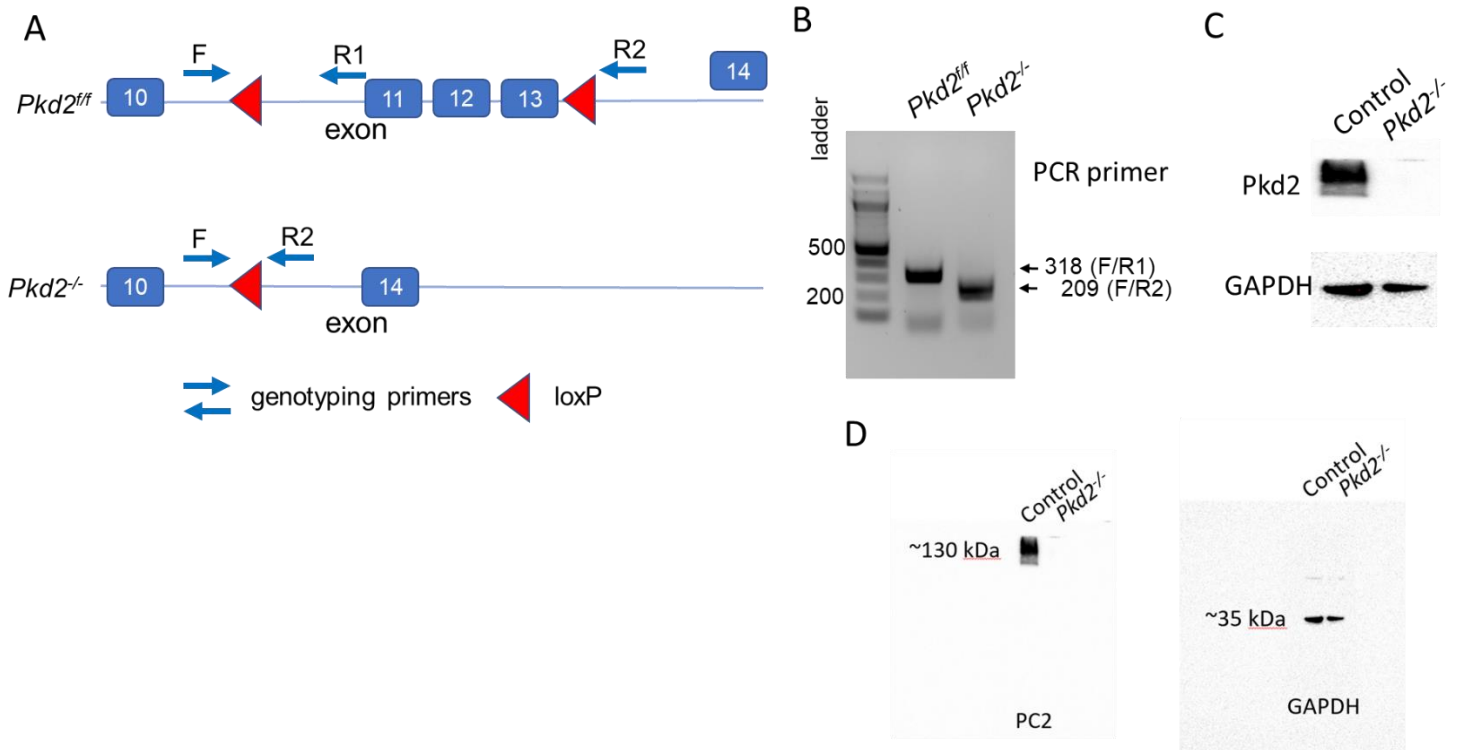 A
F
R1
R2
Pkd2f/f
10
11
12
13
14
exon
F
R2
Pkd2-/-
10
14
exon
genotyping primers
loxP
B
ladder
Pkd2f/f
Pkd2-/-
PCR primer
500
318 (F/R1)
200
209 (F/R2)
C
Control
Pkd2-/-
Pkd2
GAPDH
D
Control
Pkd2-/-
~130 kDa
PC2
Control
Pkd2-/-
~35 kDa
GAPDH